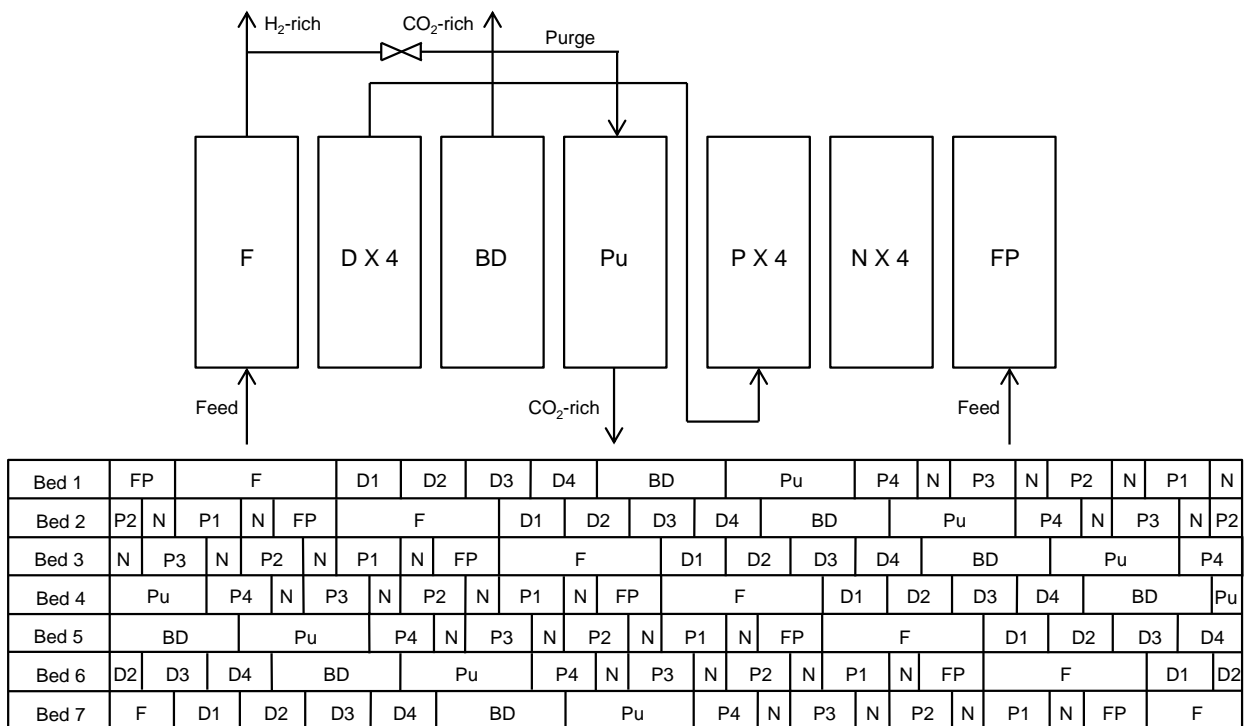 H2-rich CO2-rich
Purge
F D X 4 BD Pu P X 4 N X 4 FP
Feed CO2-rich Feed
Bed 1 FP F D1 D2 D3 D4 BD Pu P4 N P3 N P2 N P1 N
Bed 2 P2 N P1 N FP F D1 D2 D3 D4 BD Pu P4 N P3 N P2
Bed 3 N P3 N P2 N P1 N FP F D1 D2 D3 D4 BD Pu P4
Bed 4 Pu P4 N P3 N P2 N P1 N FP F D1 D2 D3 D4 BD Pu
Bed 5 BD Pu P4 N P3 N P2 N P1 N FP F D1 D2 D3 D4
Bed 6 D2 D3 D4 BD Pu P4 N P3 N P2 N P1 N FP F D1 D2
Bed 7 F D1 D2 D3 D4 BD Pu P4 N P3 N P2 N P1 N FP F